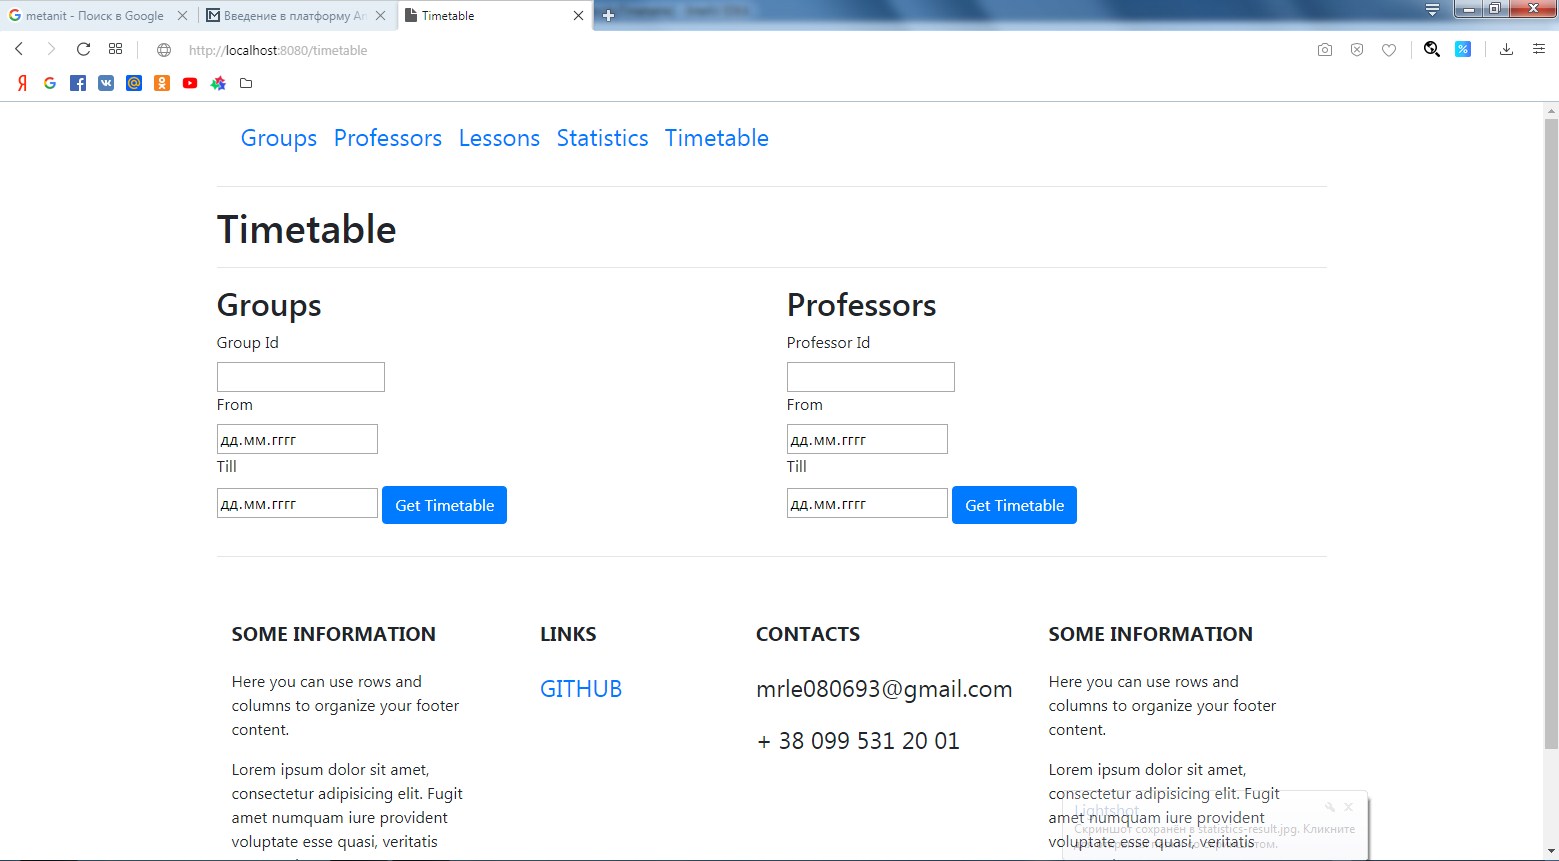 metanit - Поиск в Google
Введение в платформу An
Timetable
http://localhost:8080/timetable
Groups Professors Lessons Statistics Timetable
Timetable
Groups
Group Id
From
дд.мм.гггг
Till
дд.мм.гггг Get Timetable
Professors
Professor Id
From
дд.мм.гггг
Till
дд.мм.гггг Get Timetable
SOME INFORMATION
Here you can use rows and
columns to organize your footer
content.
Lorem ipsum dolor sit amet,
consectetur adipisicing elit. Fugit
amet numquam iure provident
voluptate esse quasi, veritatis
LINKS
GITHUB
CONTACTS
mrle080693@gmail.com
+ 38 099 531 20 01
SOME INFORMATION
Here you can use rows and
columns to organize your footer
content.
Lorem ipsum dolor sit amet,
consectetur adipisicing elit. Fugit
amet numquam iure provident
voluptate esse quasi, veritatis
Lightshot
Скриншот сохранён в statistics-result.jpg. Кликните